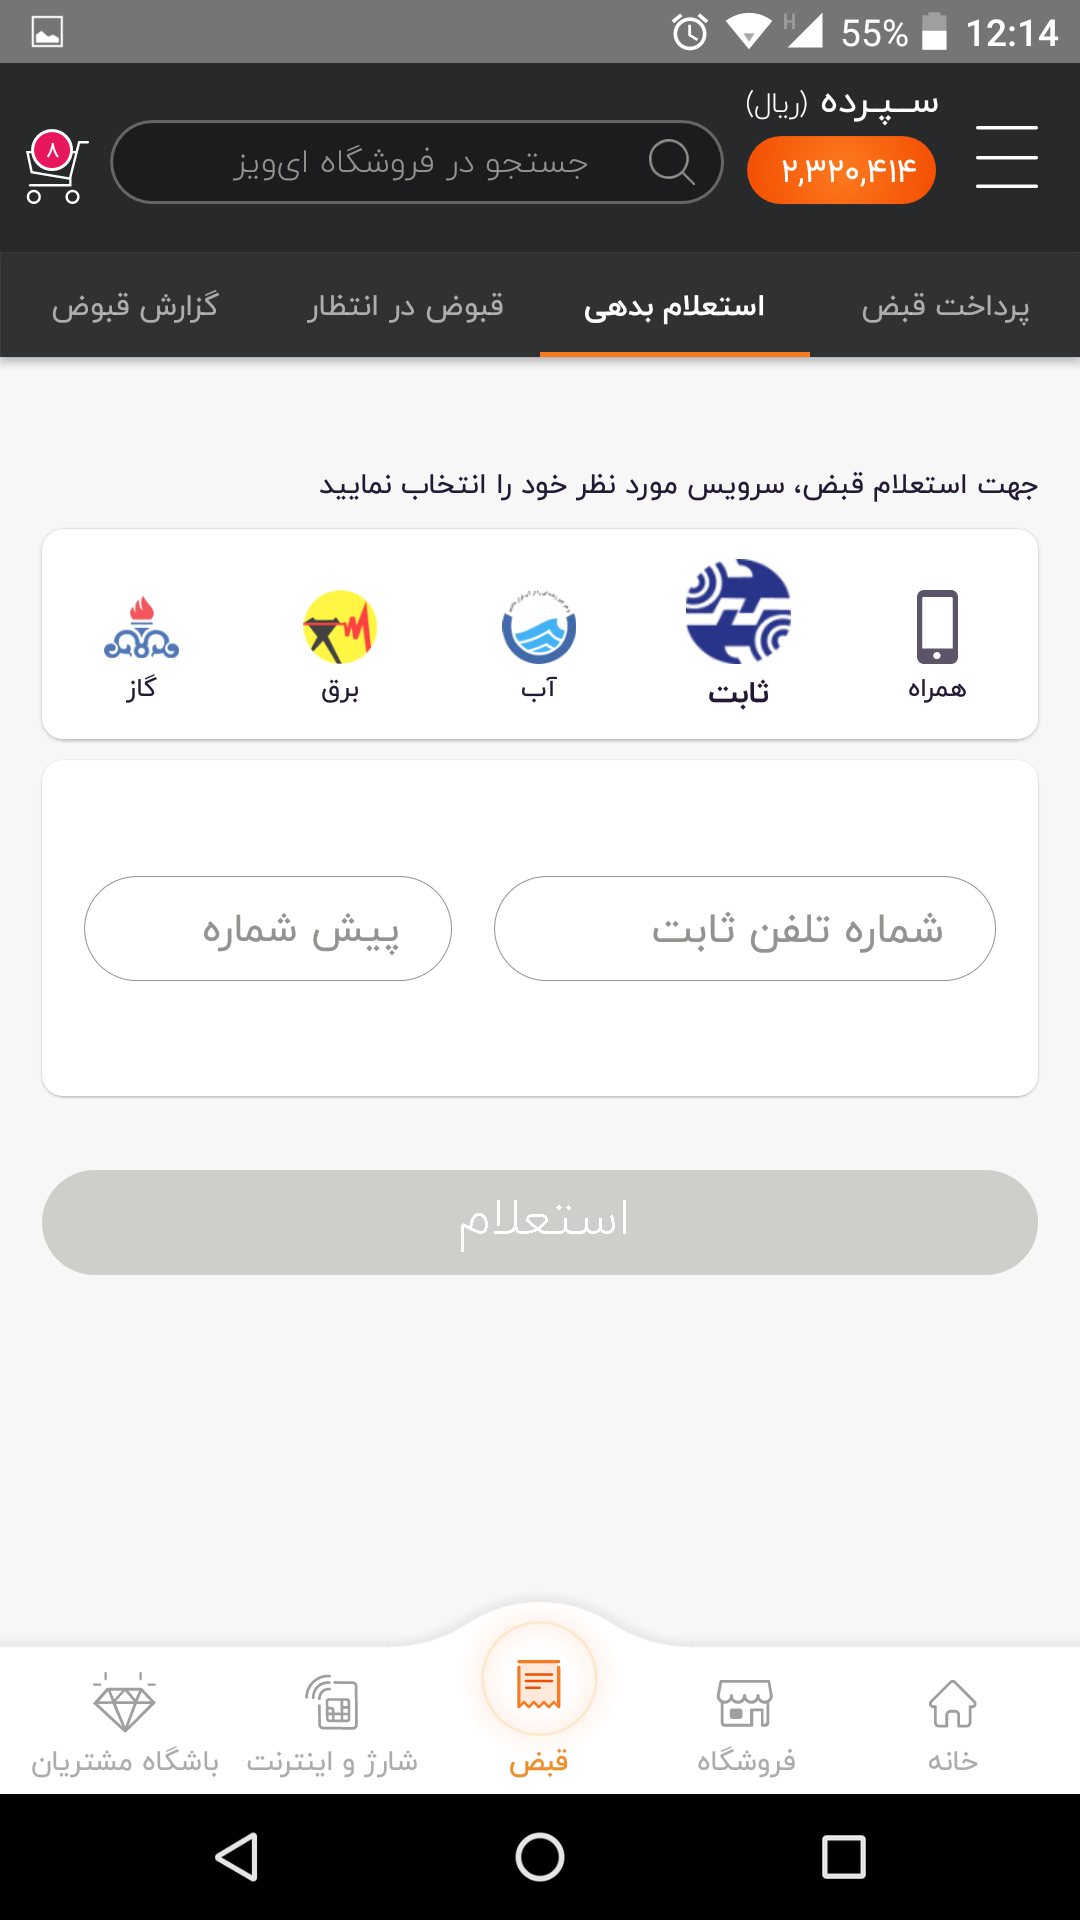 55% 12:14
سـپـرده (ریال)
۲,۳۲۰,۴۱۴
جستجو در فروشگاه ای‌ویز
۸
پرداخت قبض
استعلام بدهی
قبوض در انتظار
گزارش قبوض
جهت استعلام قبض، سرویس مورد نظر خود را انتخاب نمایید
همراه
ثابت
آب
برق
گاز
شماره تلفن ثابت
پیش شماره
استعلام
خانه
فروشگاه
قبض
شارژ و اینترنت
باشگاه مشتریان